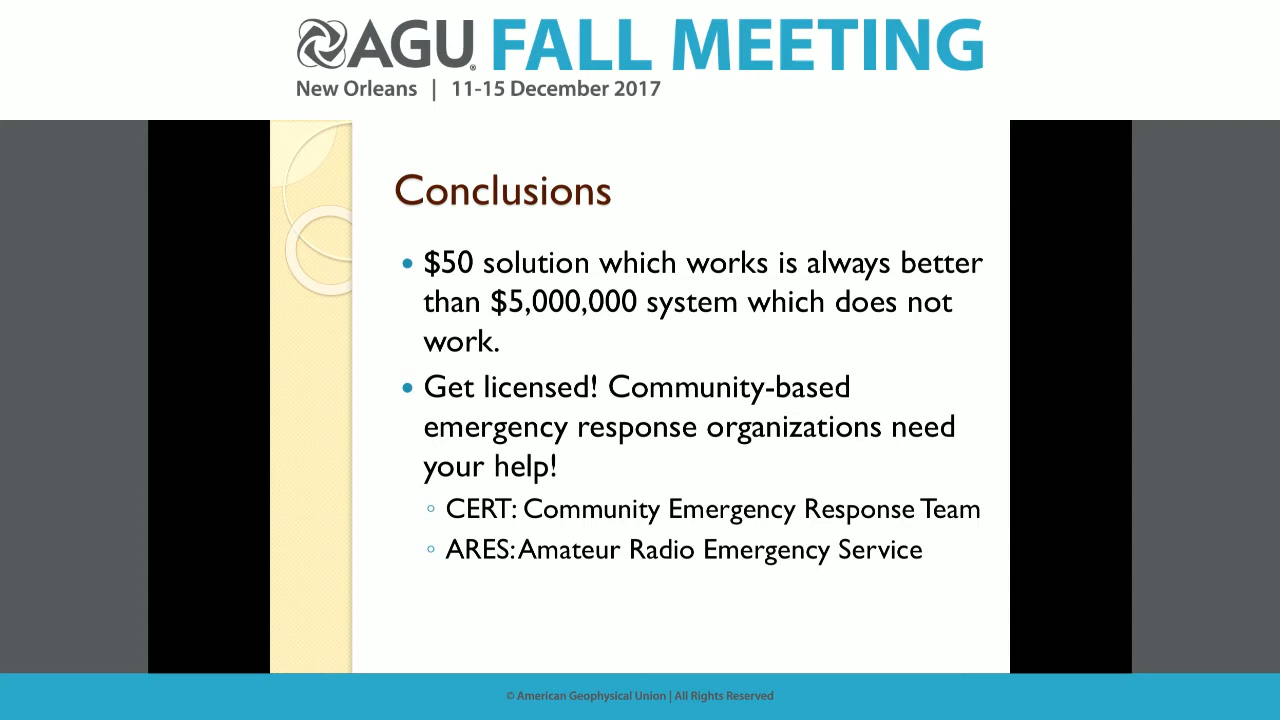 AGU FALL MEETING
New Orleans | 11-15 December 2017
Conclusions
• $50 solution which works is always better
than $5,000,000 system which does not
work.
• Get licensed! Community-based
emergency response organizations need
your help!
◦ CERT: Community Emergency Response Team
◦ ARES: Amateur Radio Emergency Service
© American Geophysical Union | All Rights Reserved